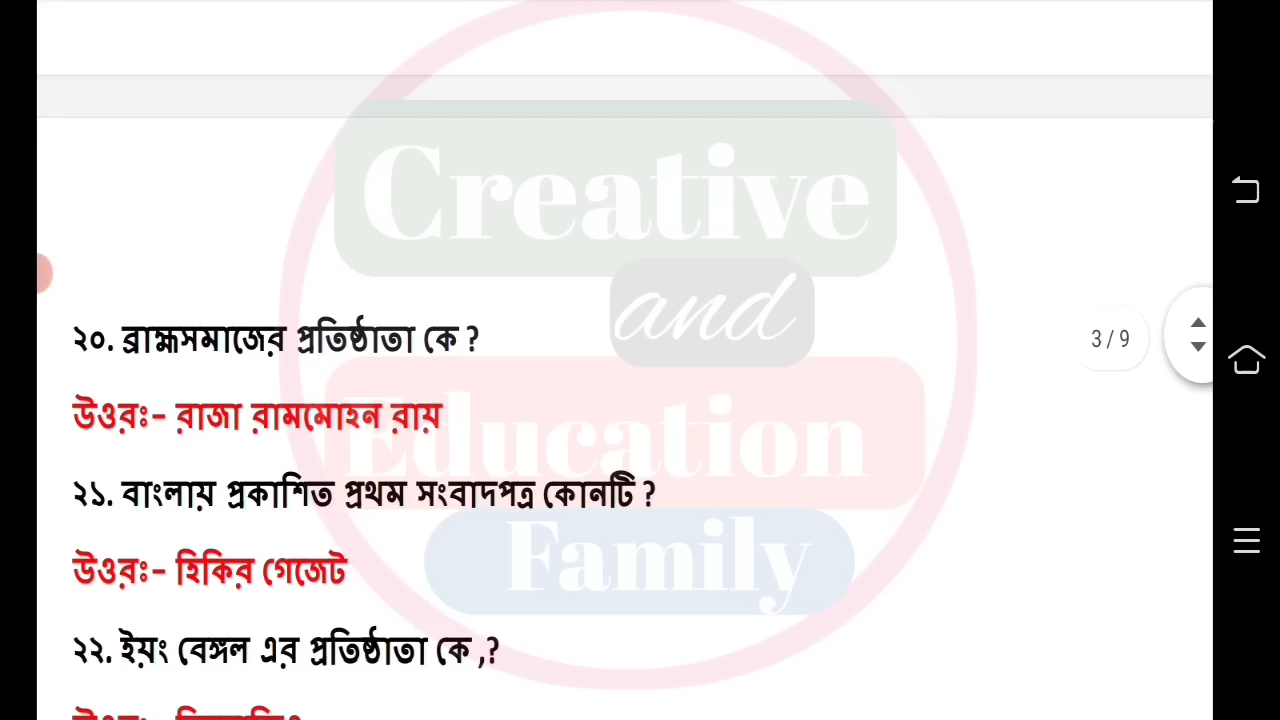 Creative
and
Education
Family
২০. ব্রাহ্মসমাজের প্রতিষ্ঠাতা কে ?
3 / 9
উওরঃ- রাজা রামমোহন রায়
২১. বাংলায় প্রকাশিত প্রথম সংবাদপত্র কোনটি ?
উওরঃ- হিকির গেজেট
২২. ইয়ং বেঙ্গল এর প্রতিষ্ঠাতা কে ,?